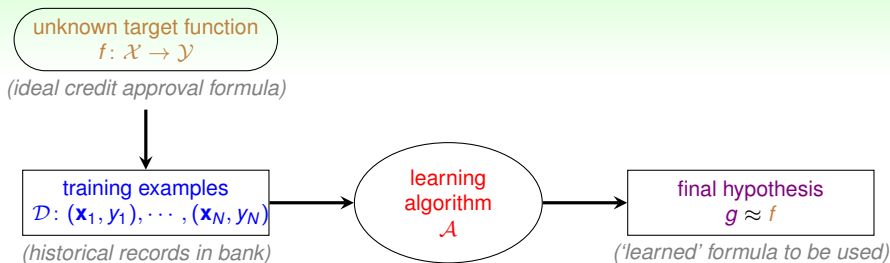 unknown target function
f: 𝒳 → 𝒴
(ideal credit approval formula)
training examples
𝒟: (𝐱₁, y₁), ⋯ , (𝐱_N, y_N)
(historical records in bank)
learning
algorithm
𝒜
final hypothesis
g ≈ f
(‘learned’ formula to be used)